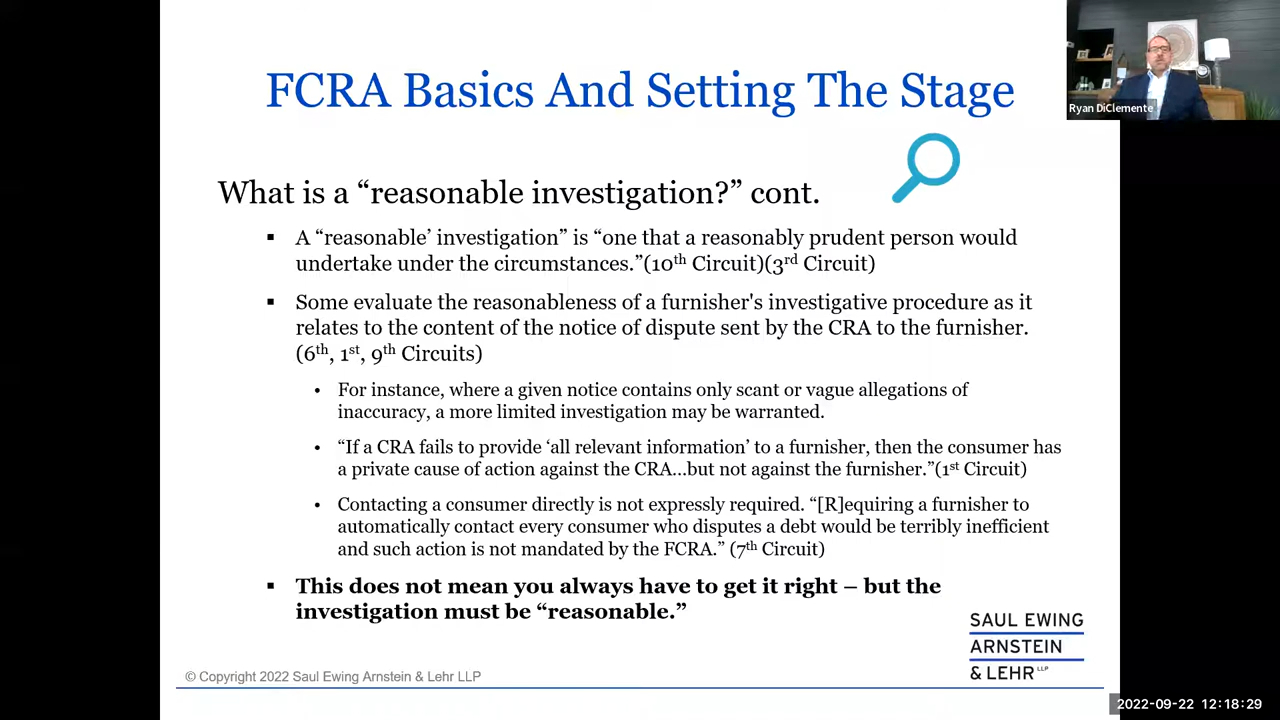 FCRA Basics And Setting The Stage
Ryan DiClemente
What is a “reasonable investigation?” cont.
▪ A “reasonable’ investigation” is “one that a reasonably prudent person would
undertake under the circumstances.”(10th Circuit)(3rd Circuit)
▪ Some evaluate the reasonableness of a furnisher's investigative procedure as it
relates to the content of the notice of dispute sent by the CRA to the furnisher.
(6th, 1st, 9th Circuits)
• For instance, where a given notice contains only scant or vague allegations of
inaccuracy, a more limited investigation may be warranted.
• “If a CRA fails to provide ‘all relevant information’ to a furnisher, then the consumer has
a private cause of action against the CRA…but not against the furnisher.”(1st Circuit)
• Contacting a consumer directly is not expressly required. “[R]equiring a furnisher to
automatically contact every consumer who disputes a debt would be terribly inefficient
and such action is not mandated by the FCRA.” (7th Circuit)
▪ This does not mean you always have to get it right – but the
investigation must be “reasonable.”
SAUL EWING
ARNSTEIN
& LEHR LLP
© Copyright 2022 Saul Ewing Arnstein & Lehr LLP
2022-09-22 12:18:29